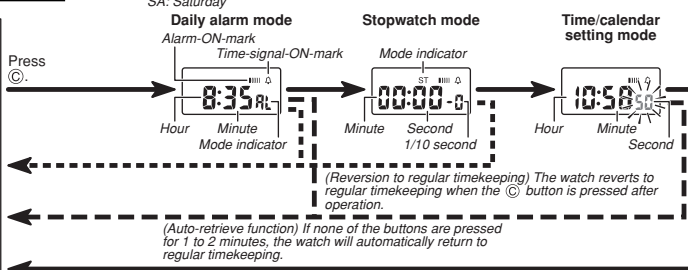 SA: Saturday
Daily alarm mode
Stopwatch mode
Time/calendar
setting mode
Alarm-ON-mark
Time-signal-ON-mark
Mode indicator
Press
Ⓒ.
8:35 AL
ST
00:00-0
10:58 50
Hour
Minute
Mode indicator
Minute
Second
1/10 second
Hour
Minute
Second
(Reversion to regular timekeeping) The watch reverts to
regular timekeeping when the Ⓒ button is pressed after
operation.
(Auto-retrieve function) If none of the buttons are pressed
for 1 to 2 minutes, the watch will automatically return to
regular timekeeping.